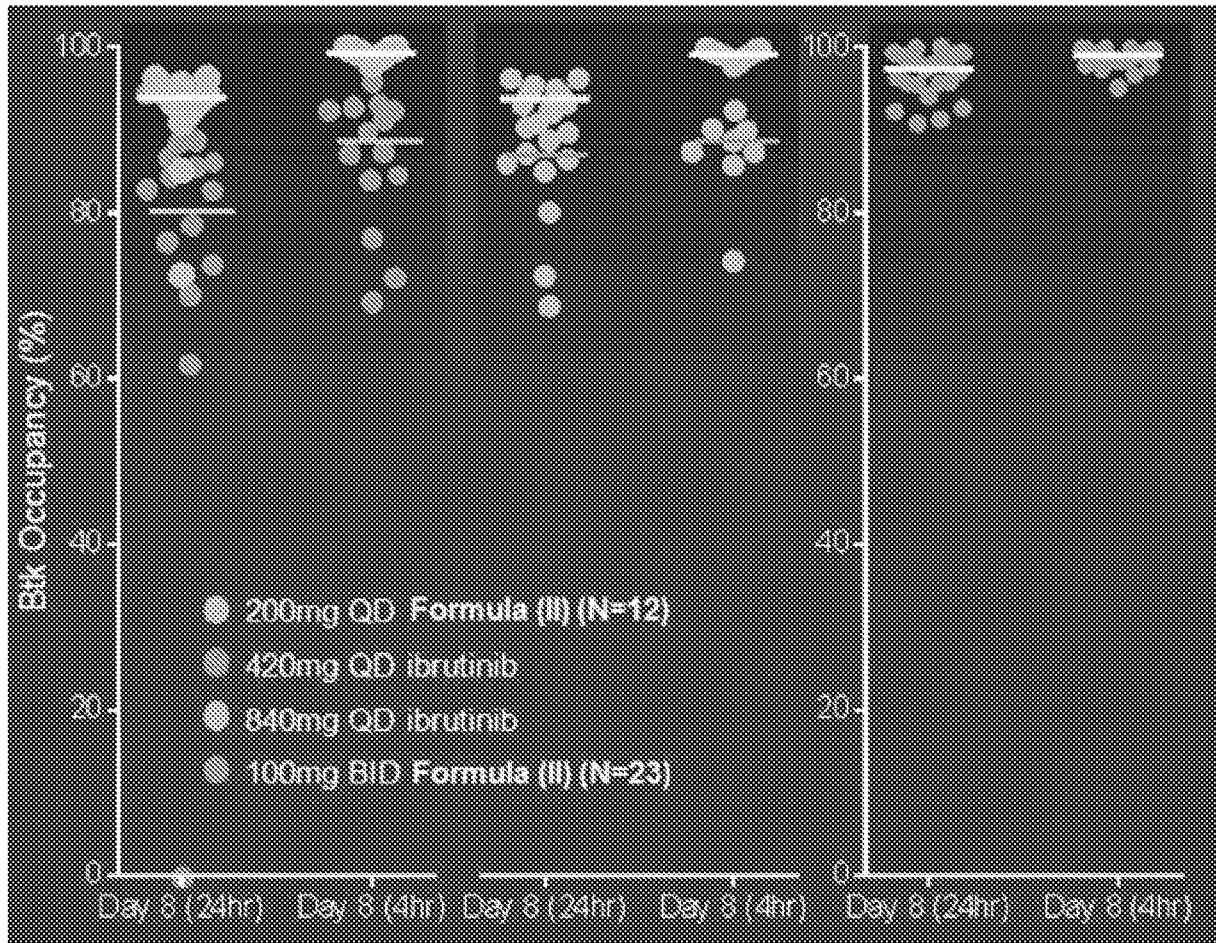 Btk Occupancy (%)
100
80
60
40
20
0
100
80
60
40
20
0
200mg QD Formula (II) (N=12)
420mg QD ibrutinib
840mg QD ibrutinib
100mg BID Formula (II) (N=23)
Day 8 (24hr) Day 8 (4hr) Day 8 (24hr) Day 8 (4hr) Day 8 (24hr) Day 8 (4hr)